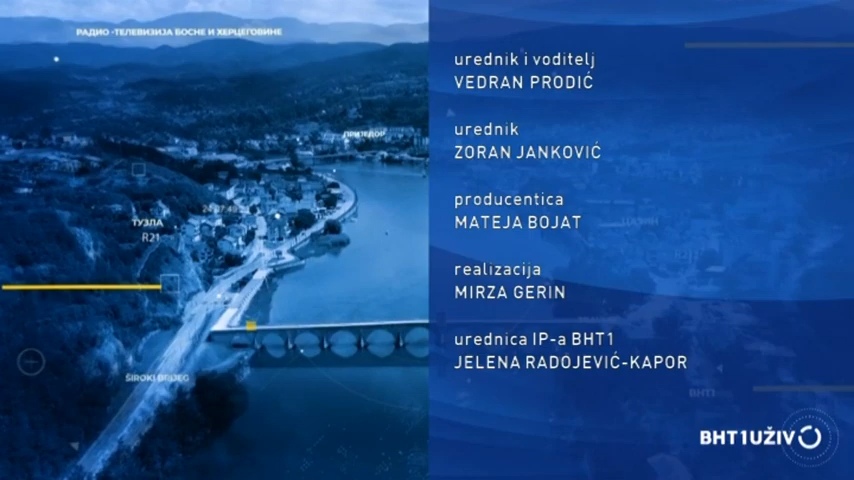 РАДИО -ТЕЛЕВИЗИЈА БОСНЕ И ХЕРЦЕГОВИНЕ
ПРИЈЕДОР
ТУЗЛА
R21
ŠIROKI BRIJEG
urednik i voditelj
VEDRAN PRODIĆ
urednik
ZORAN JANKOVIĆ
producentica
MATEJA BOJAT
realizacija
MIRZA GERIN
urednica IP-a BHT1
JELENA RADOJEVIĆ-KAPOR
BHT1
BHT1UŽIVO